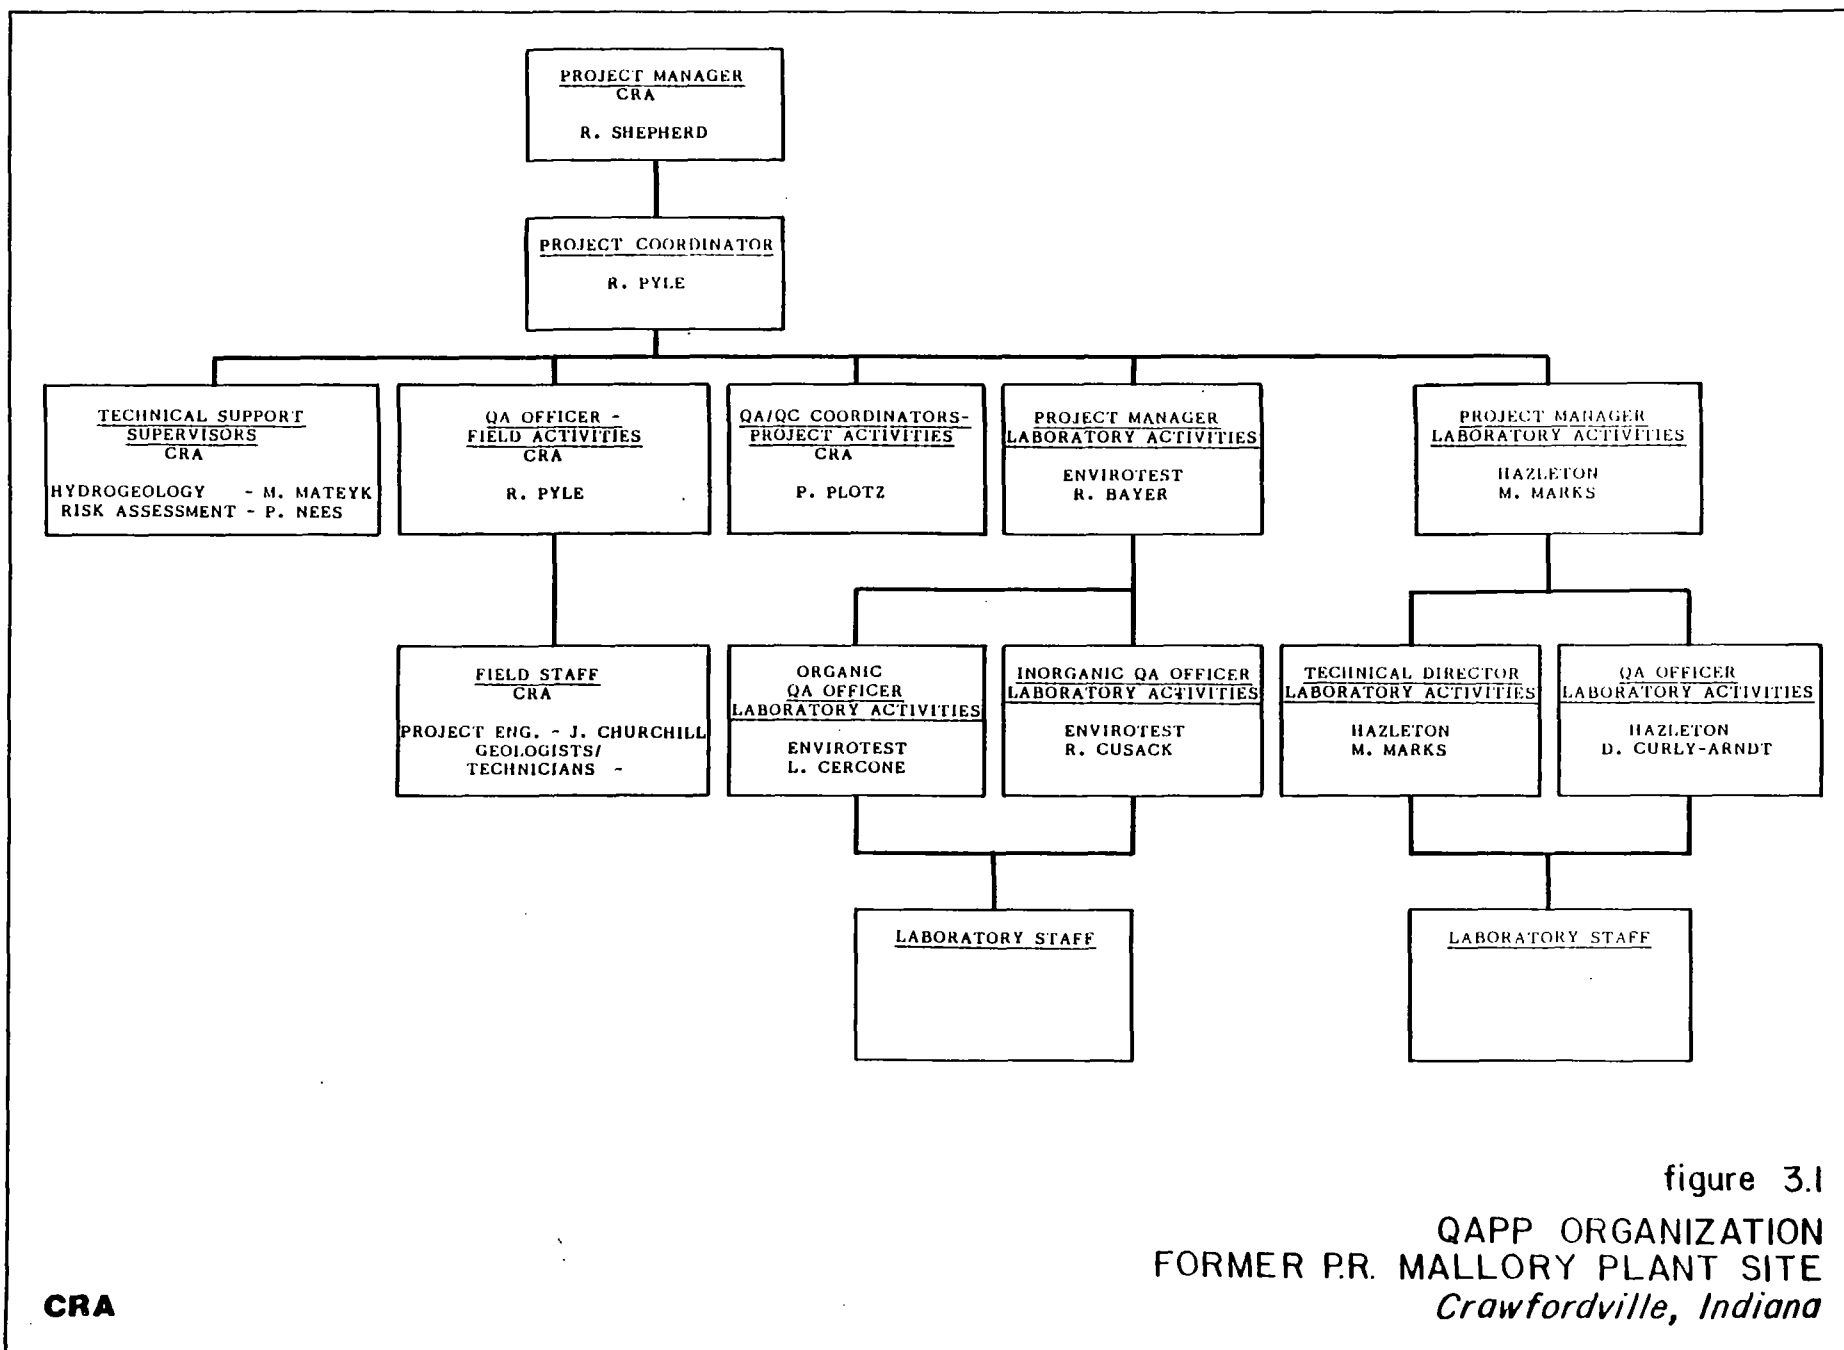 PROJECT MANAGER
CRA
R. SHEPHERD
PROJECT COORDINATOR
R. PYLE
TECHNICAL SUPPORT
SUPERVISORS
CRA
HYDROGEOLOGY - M. MATEYK
RISK ASSESSMENT - P. NEES
QA OFFICER -
FIELD ACTIVITIES
CRA
R. PYLE
QA/QC COORDINATORS-
PROJECT ACTIVITIES
CRA
P. PLOTZ
PROJECT MANAGER
LABORATORY ACTIVITIES
ENVIROTEST
R. BAYER
PROJECT MANAGER
LABORATORY ACTIVITIES
HAZLETON
M. MARKS
FIELD STAFF
CRA
PROJECT ENG. - J. CHURCHILL
GEOLOGISTS/
TECHNICIANS -
ORGANIC
QA OFFICER
LABORATORY ACTIVITIES
ENVIROTEST
L. CERCONE
INORGANIC QA OFFICER
LABORATORY ACTIVITIES
ENVIROTEST
R. CUSACK
TECHNICAL DIRECTOR
LABORATORY ACTIVITIES
HAZLETON
M. MARKS
QA OFFICER
LABORATORY ACTIVITIES
HAZLETON
D. CURLY-ARNDT
LABORATORY STAFF
LABORATORY STAFF
figure 3.1
QAPP ORGANIZATION
FORMER P.R. MALLORY PLANT SITE
Crawfordville, Indiana
CRA